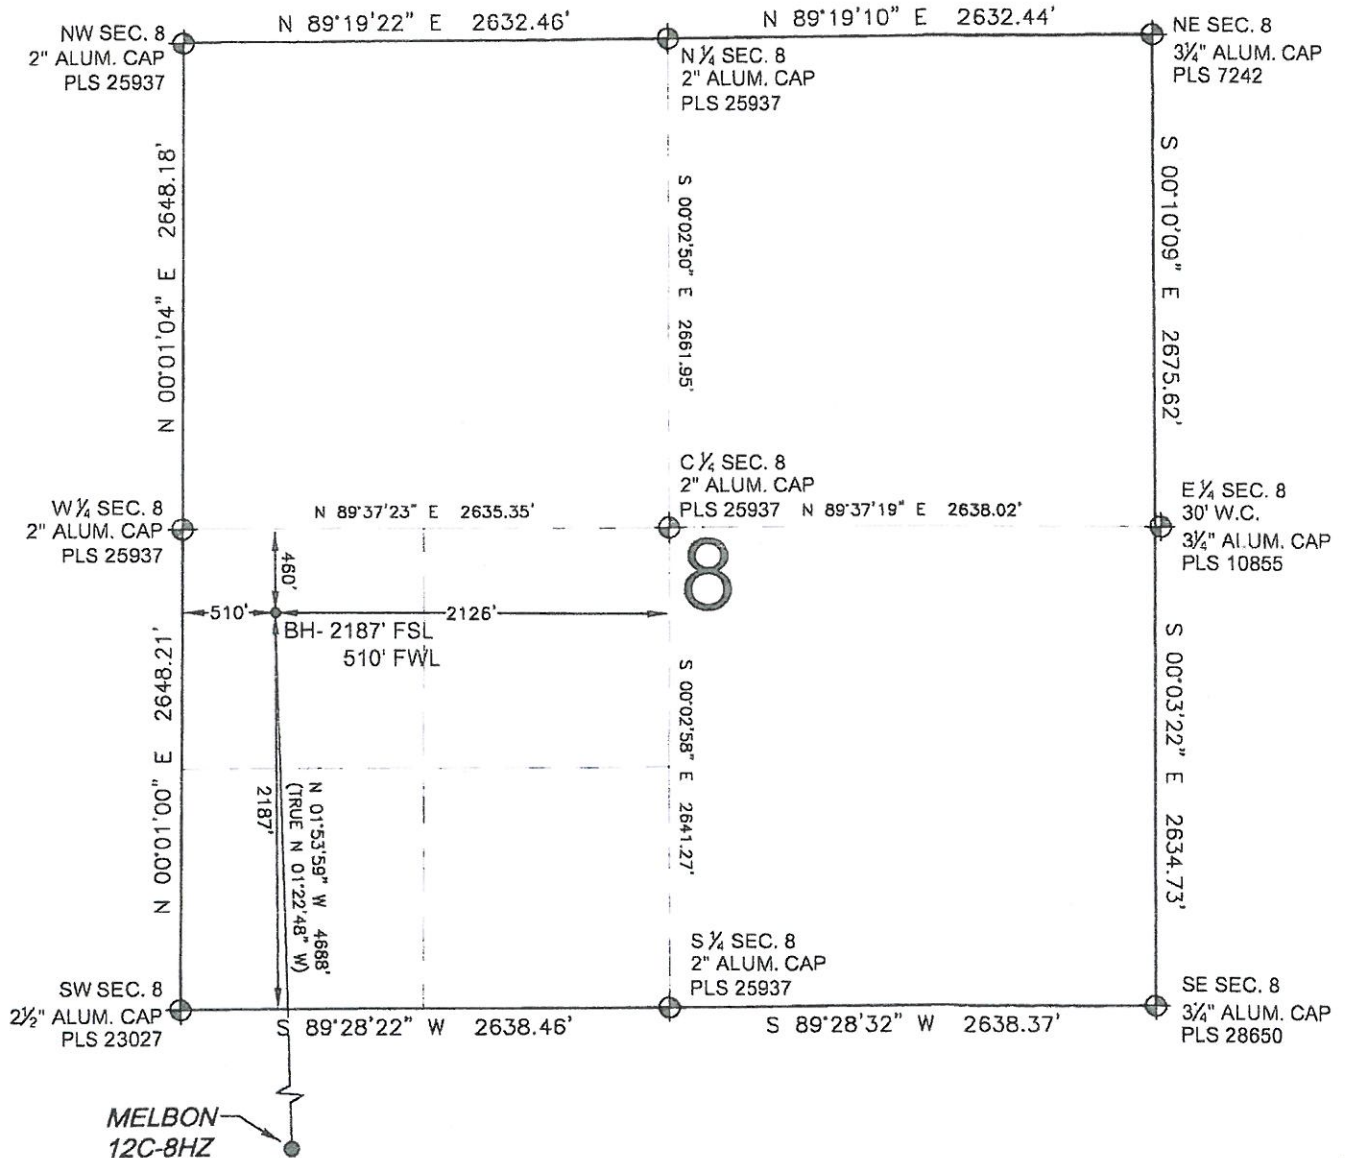 N 89°19'22" E 2632.46'
N 89°19'10" E 2632.44'
NW SEC. 8
2" ALUM. CAP
PLS 25937
N ¼ SEC. 8
2" ALUM. CAP
PLS 25937
NE SEC. 8
3¼" ALUM. CAP
PLS 7242
N 00°01'04" E 2648.18'
S 00°02'50" E 2661.95'
S 00°10'09" E 2675.62'
W ¼ SEC. 8
2" ALUM. CAP
PLS 25937
N 89°37'23" E 2635.35'
C ¼ SEC. 8
2" ALUM. CAP
PLS 25937
N 89°37'19" E 2638.02'
E ¼ SEC. 8
30' W.C.
3¼" ALUM. CAP
PLS 10855
8
460'
510'
2126'
BH- 2187' FSL
510' FWL
N 00°01'00" E 2648.21'
2187'
N 01°53'59" W 4688'
(TRUE N 01°22'48" W)
S 00°02'58" E 2641.27'
S 00°03'22" E 2634.73'
SW SEC. 8
2½" ALUM. CAP
PLS 23027
S 89°28'22" W 2638.46'
S ¼ SEC. 8
2" ALUM. CAP
PLS 25937
S 89°28'32" W 2638.37'
SE SEC. 8
3¼" ALUM. CAP
PLS 28650
MELBON
12C-8HZ